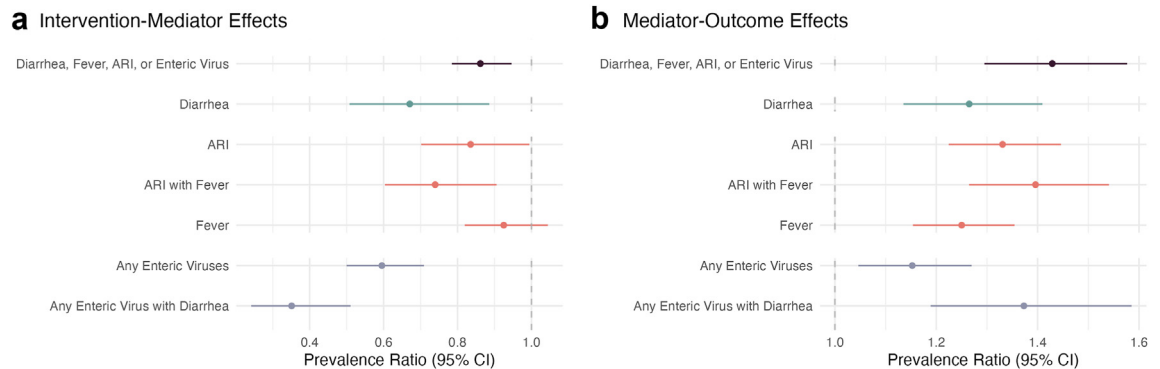 a Intervention-Mediator Effects
Diarrhea, Fever, ARI, or Enteric Virus
Diarrhea
ARI
ARI with Fever
Fever
Any Enteric Viruses
Any Enteric Virus with Diarrhea
0.4 0.6 0.8 1.0
Prevalence Ratio (95% CI)
b Mediator-Outcome Effects
Diarrhea, Fever, ARI, or Enteric Virus
Diarrhea
ARI
ARI with Fever
Fever
Any Enteric Viruses
Any Enteric Virus with Diarrhea
1.0 1.2 1.4 1.6
Prevalence Ratio (95% CI)